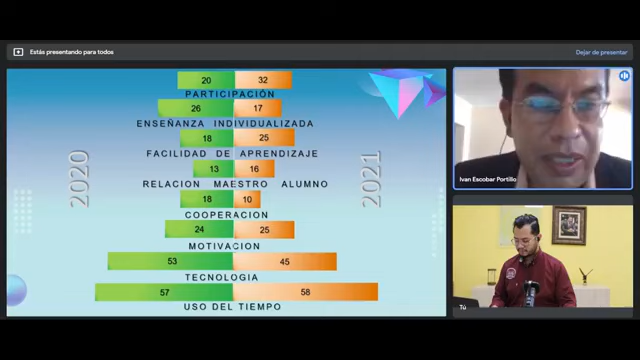 Estás presentando para todos
Dejar de presentar
20 32
PARTICIPACIÓN
26 17
ENSEÑANZA INDIVIDUALIZADA
18 25
FACILIDAD DE APRENDIZAJE
13 16
RELACION MAESTRO ALUMNO
18 10
COOPERACION
24 25
MOTIVACION
53 45
TECNOLOGIA
57 58
USO DEL TIEMPO
2020
2021
Ivan Escobar Portillo
Tú